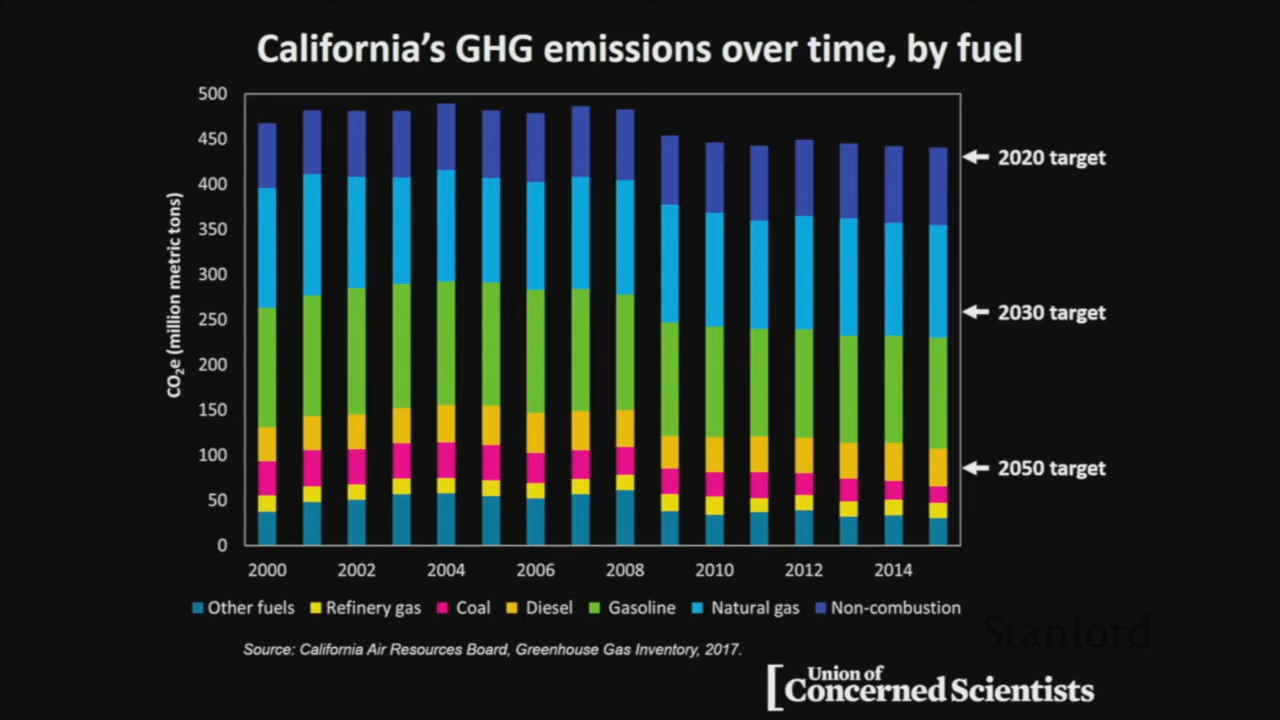 California's GHG emissions over time, by fuel
CO₂e (million metric tons)
500
450
400
350
300
250
200
150
100
50
0
2000 2002 2004 2006 2008 2010 2012 2014
2020 target
2030 target
2050 target
Other fuels Refinery gas Coal Diesel Gasoline Natural gas Non-combustion
Source: California Air Resources Board, Greenhouse Gas Inventory, 2017.
Stanford
Union of
Concerned Scientists